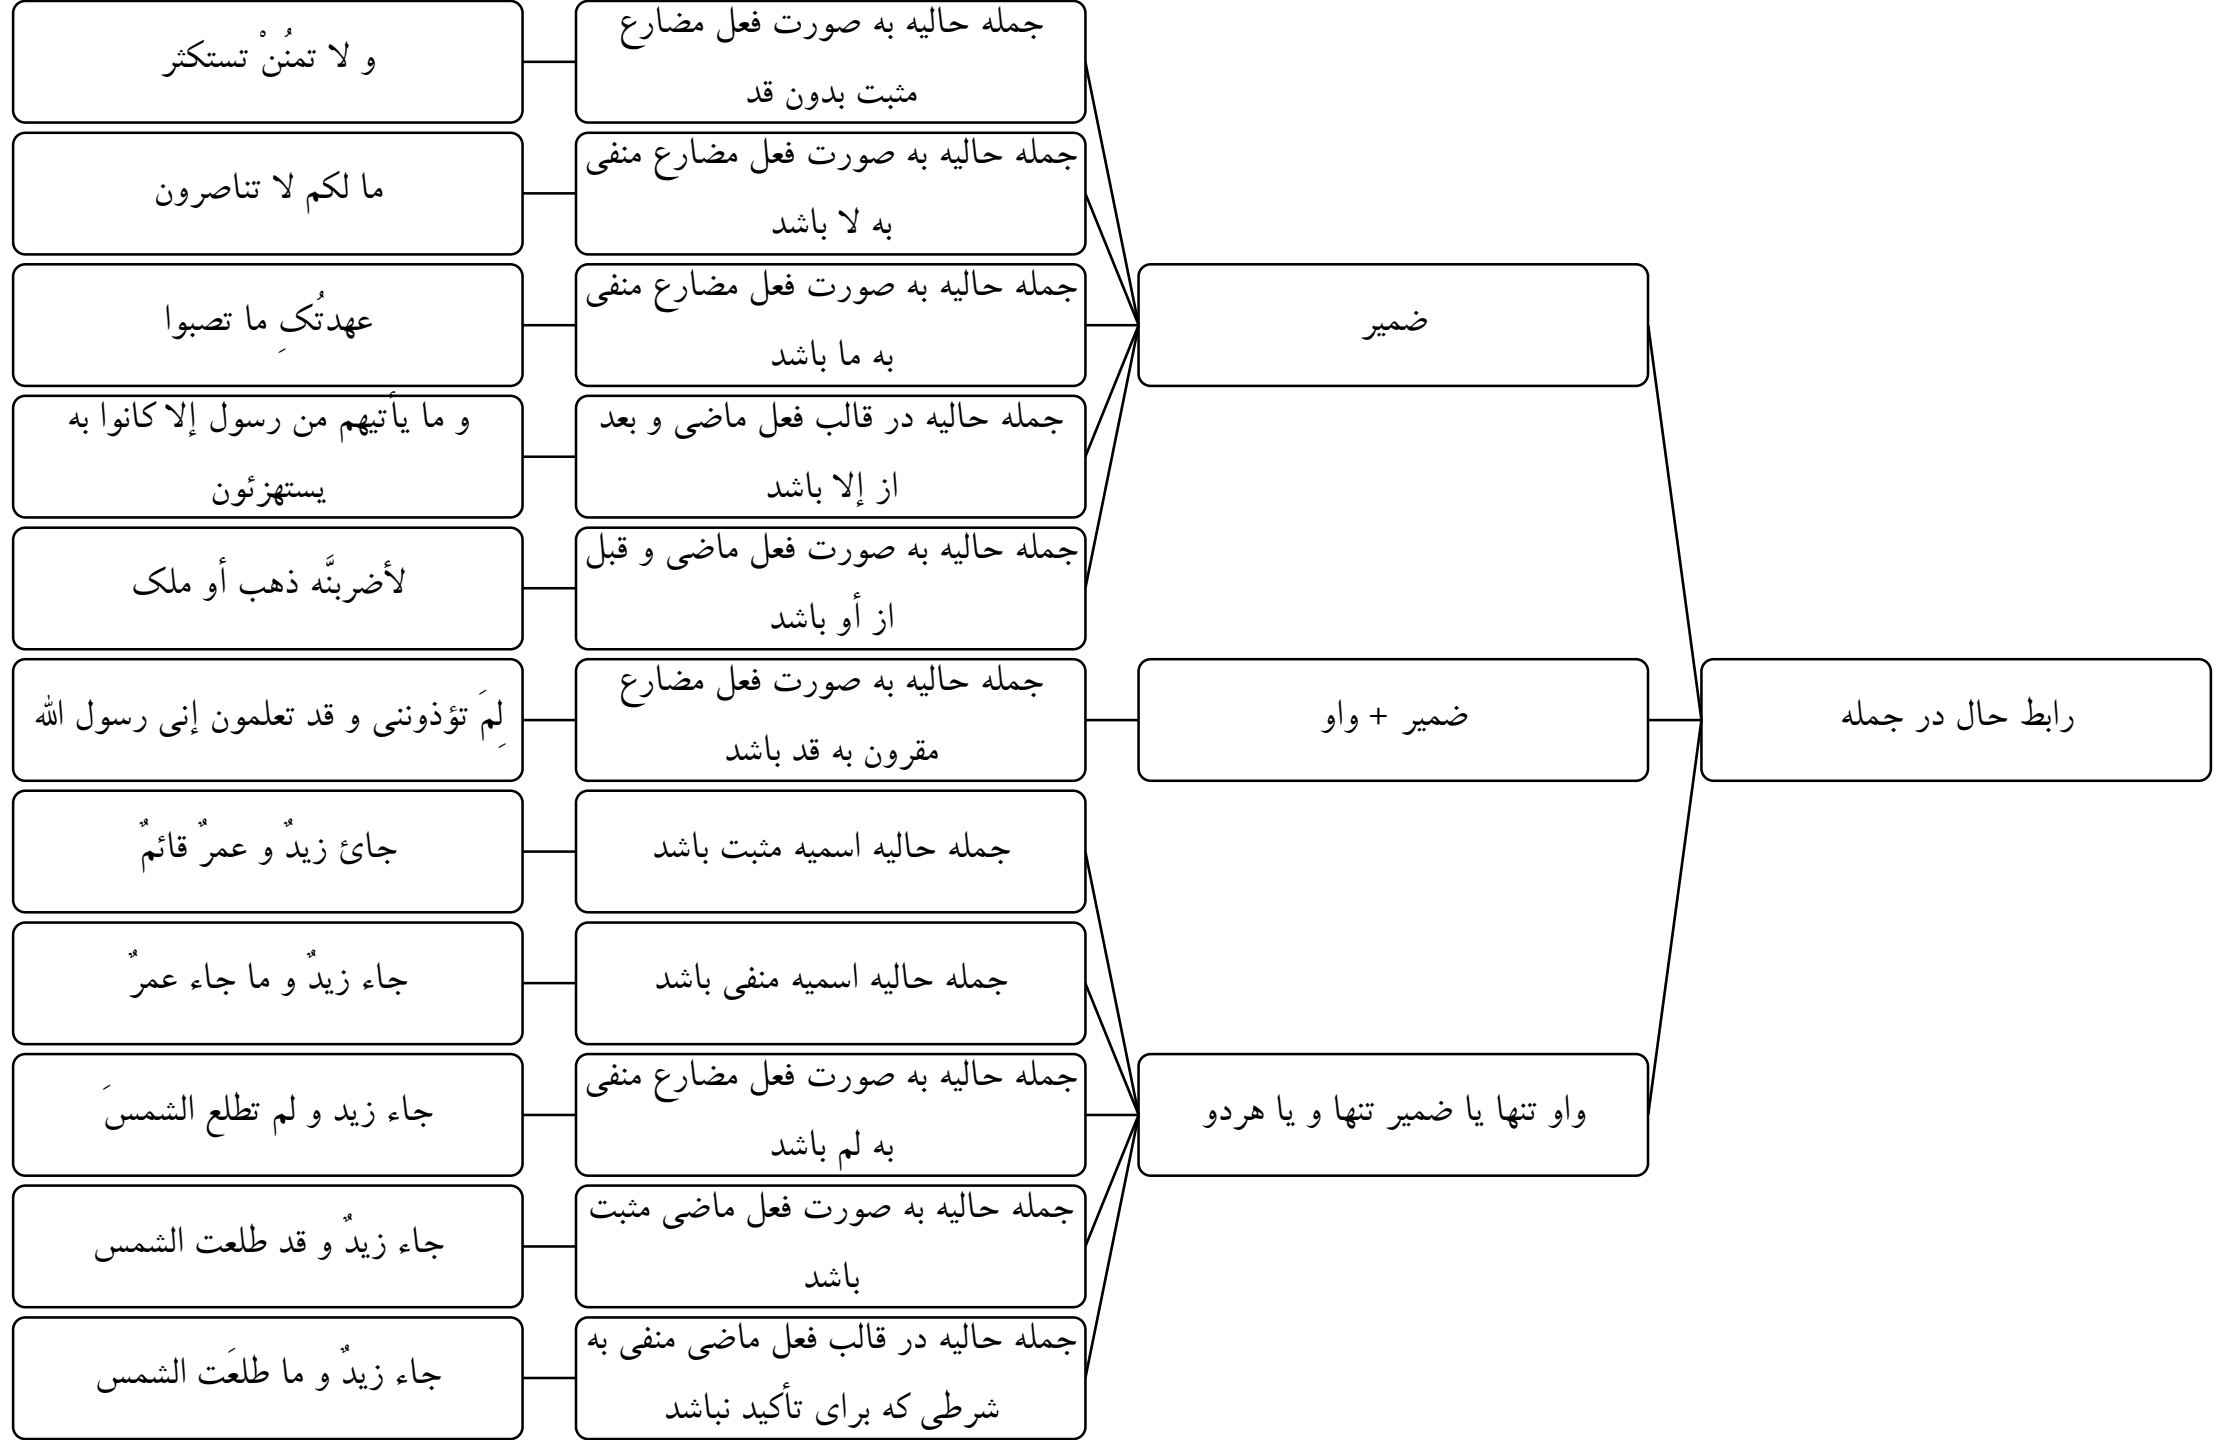 رابط حال در جمله
ضمیر
جمله حالیه به صورت فعل مضارع
مثبت بدون قد
و لا تمنُنْ تستکثر
جمله حالیه به صورت فعل مضارع منفی
به لا باشد
ما لکم لا تناصرون
جمله حالیه به صورت فعل مضارع منفی
به ما باشد
عهدتُکِ ما تصبوا
جمله حالیه در قالب فعل ماضی و بعد
از إلا باشد
و ما یأتیهم من رسول إلا کانوا به
یستهزئون
جمله حالیه به صورت فعل ماضی و قبل
از أو باشد
لأضربنَّه ذهب أو ملک
ضمیر + واو
جمله حالیه به صورت فعل مضارع
مقرون به قد باشد
لِمَ تؤذوننی و قد تعلمون إنی رسول الله
واو تنها یا ضمیر تنها و یا هردو
جمله حالیه اسمیه مثبت باشد
جائ زیدٌ و عمرٌ قائمٌ
جمله حالیه اسمیه منفی باشد
جاء زیدٌ و ما جاء عمرٌ
جمله حالیه به صورت فعل مضارع منفی
به لم باشد
جاء زید و لم تطلع الشمسَ
جمله حالیه به صورت فعل ماضی مثبت
باشد
جاء زیدٌ و قد طلعت الشمس
جمله حالیه در قالب فعل ماضی منفی به
شرطی که برای تأکید نباشد
جاء زیدٌ و ما طلعَت الشمس